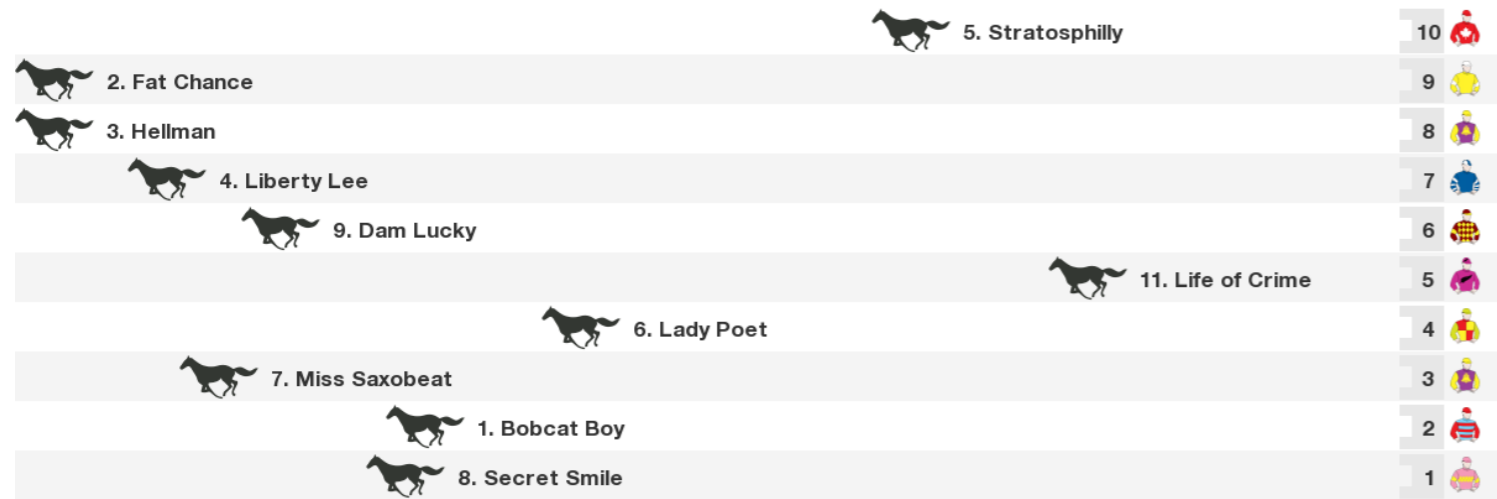 5. Stratosphilly 10
2. Fat Chance 9
3. Hellman 8
4. Liberty Lee 7
9. Dam Lucky 6
11. Life of Crime 5
6. Lady Poet 4
7. Miss Saxobeat 3
1. Bobcat Boy 2
8. Secret Smile 1